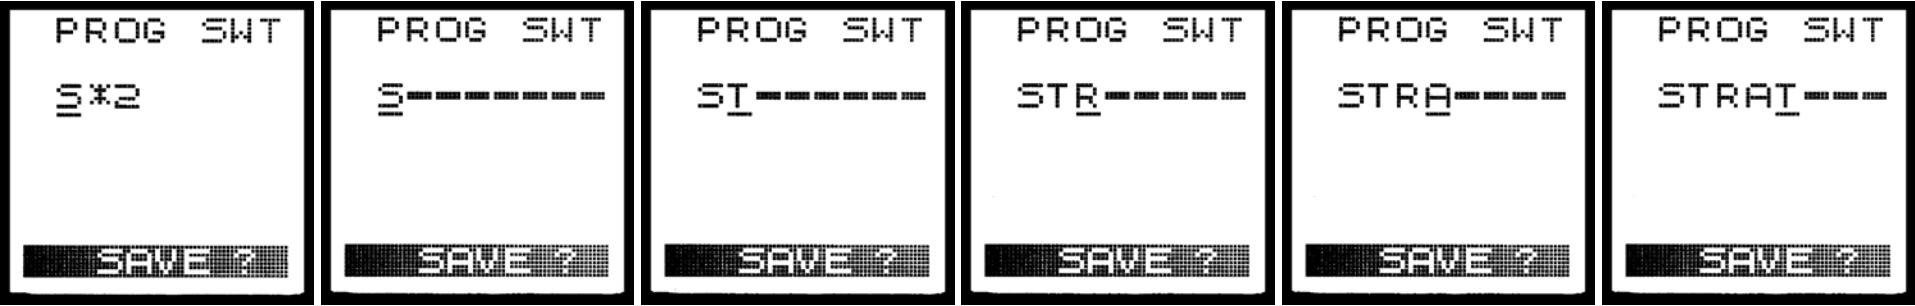 PROG SWT
S*2
SAVE ?
PROG SWT
S-------
SAVE ?
PROG SWT
ST------
SAVE ?
PROG SWT
STR-----
SAVE ?
PROG SWT
STRA----
SAVE ?
PROG SWT
STRAT---
SAVE ?